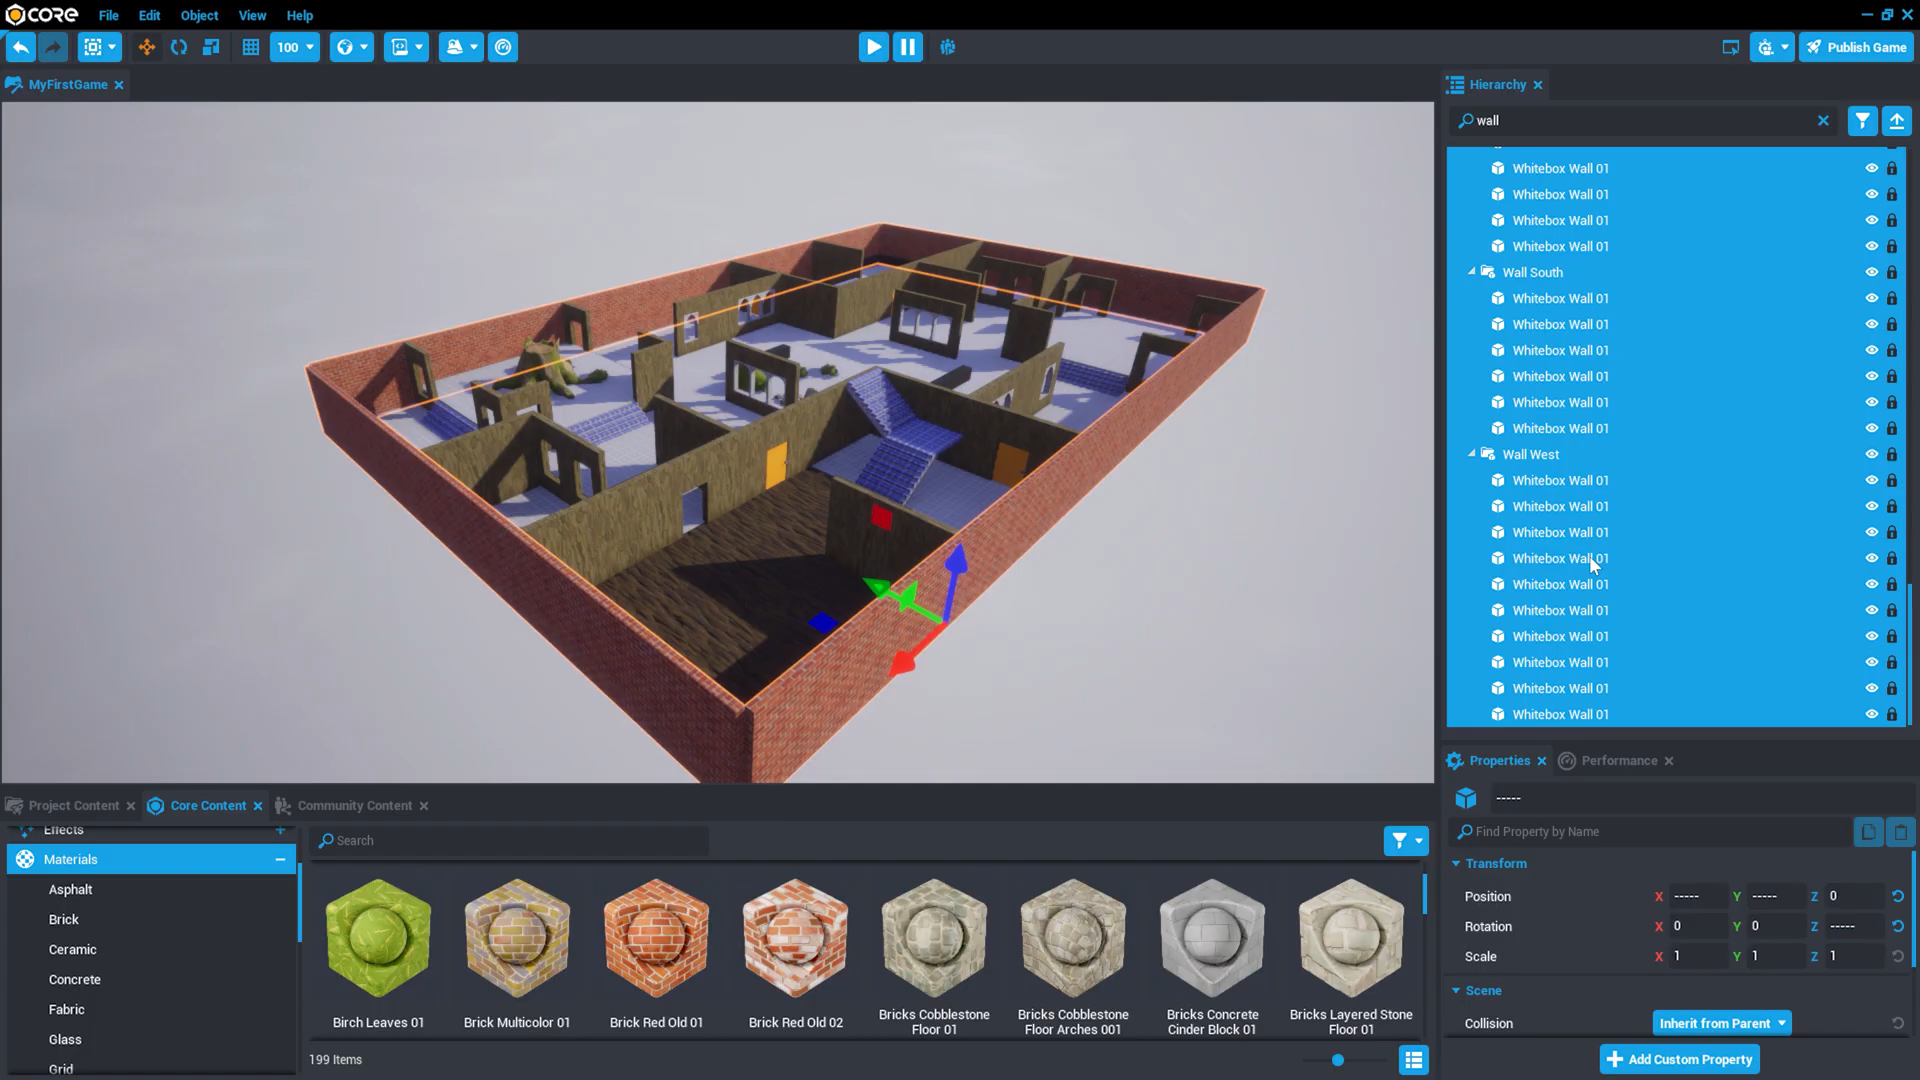 CORE File Edit Object View Help
100 Publish Game
MyFirstGame
Hierarchy
wall
Whitebox Wall 01
Whitebox Wall 01
Whitebox Wall 01
Whitebox Wall 01
Wall South
Whitebox Wall 01
Whitebox Wall 01
Whitebox Wall 01
Whitebox Wall 01
Whitebox Wall 01
Whitebox Wall 01
Wall West
Whitebox Wall 01
Whitebox Wall 01
Whitebox Wall 01
Whitebox Wall 01
Whitebox Wall 01
Whitebox Wall 01
Whitebox Wall 01
Whitebox Wall 01
Whitebox Wall 01
Whitebox Wall 01
Properties Performance
-----
Find Property by Name
Transform
Position X ----- Y ----- Z 0
Rotation X 0 Y 0 Z -----
Scale X 1 Y 1 Z 1
Scene
Collision Inherit from Parent
Add Custom Property
Project Content Core Content Community Content
Effects
Materials
Asphalt
Brick
Ceramic
Concrete
Fabric
Glass
Grid
Search
Birch Leaves 01
Brick Multicolor 01
Brick Red Old 01
Brick Red Old 02
Bricks Cobblestone
Floor 01
Bricks Cobblestone
Floor Arches 001
Bricks Concrete
Cinder Block 01
Bricks Layered Stone
Floor 01
199 Items